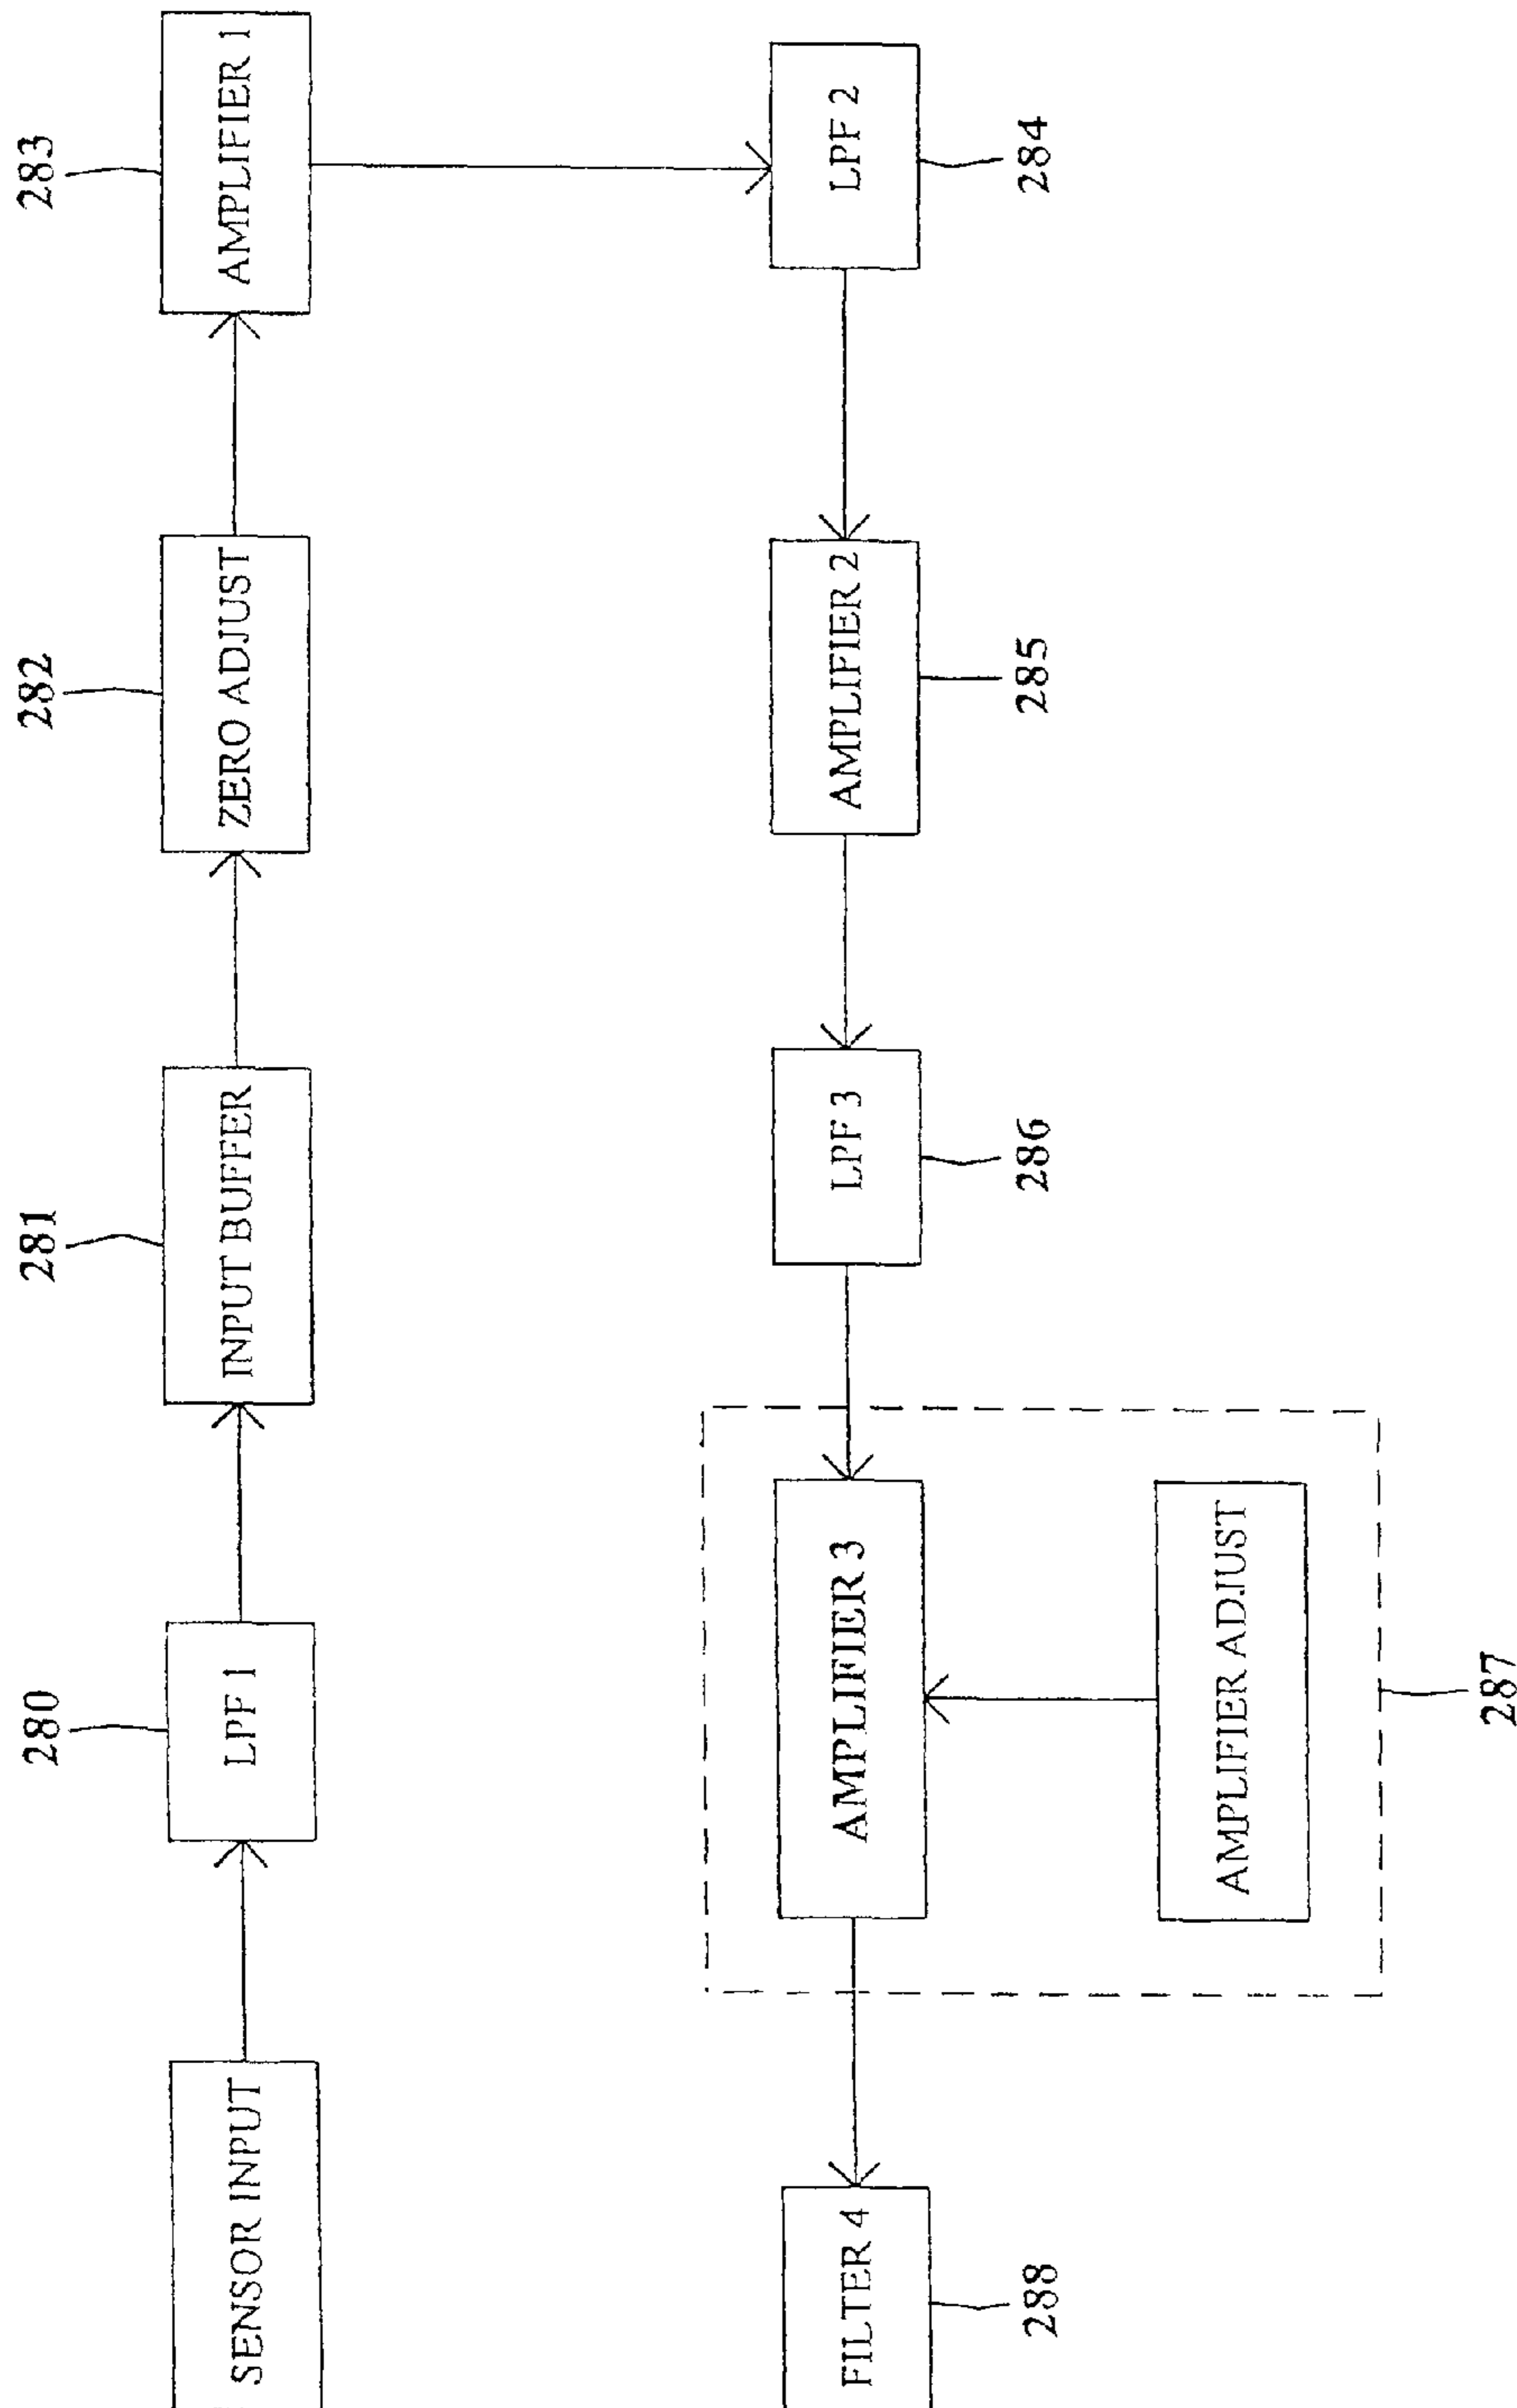 SENSOR INPUT
LPF 1
280
INPUT BUFFER
281
ZERO ADJUST
282
AMPLIFIER 1
283
LPF 2
284
AMPLIFIER 2
285
LPF 3
286
AMPLIFIER 3
AMPLIFIER ADJUST
287
FILTER 4
288